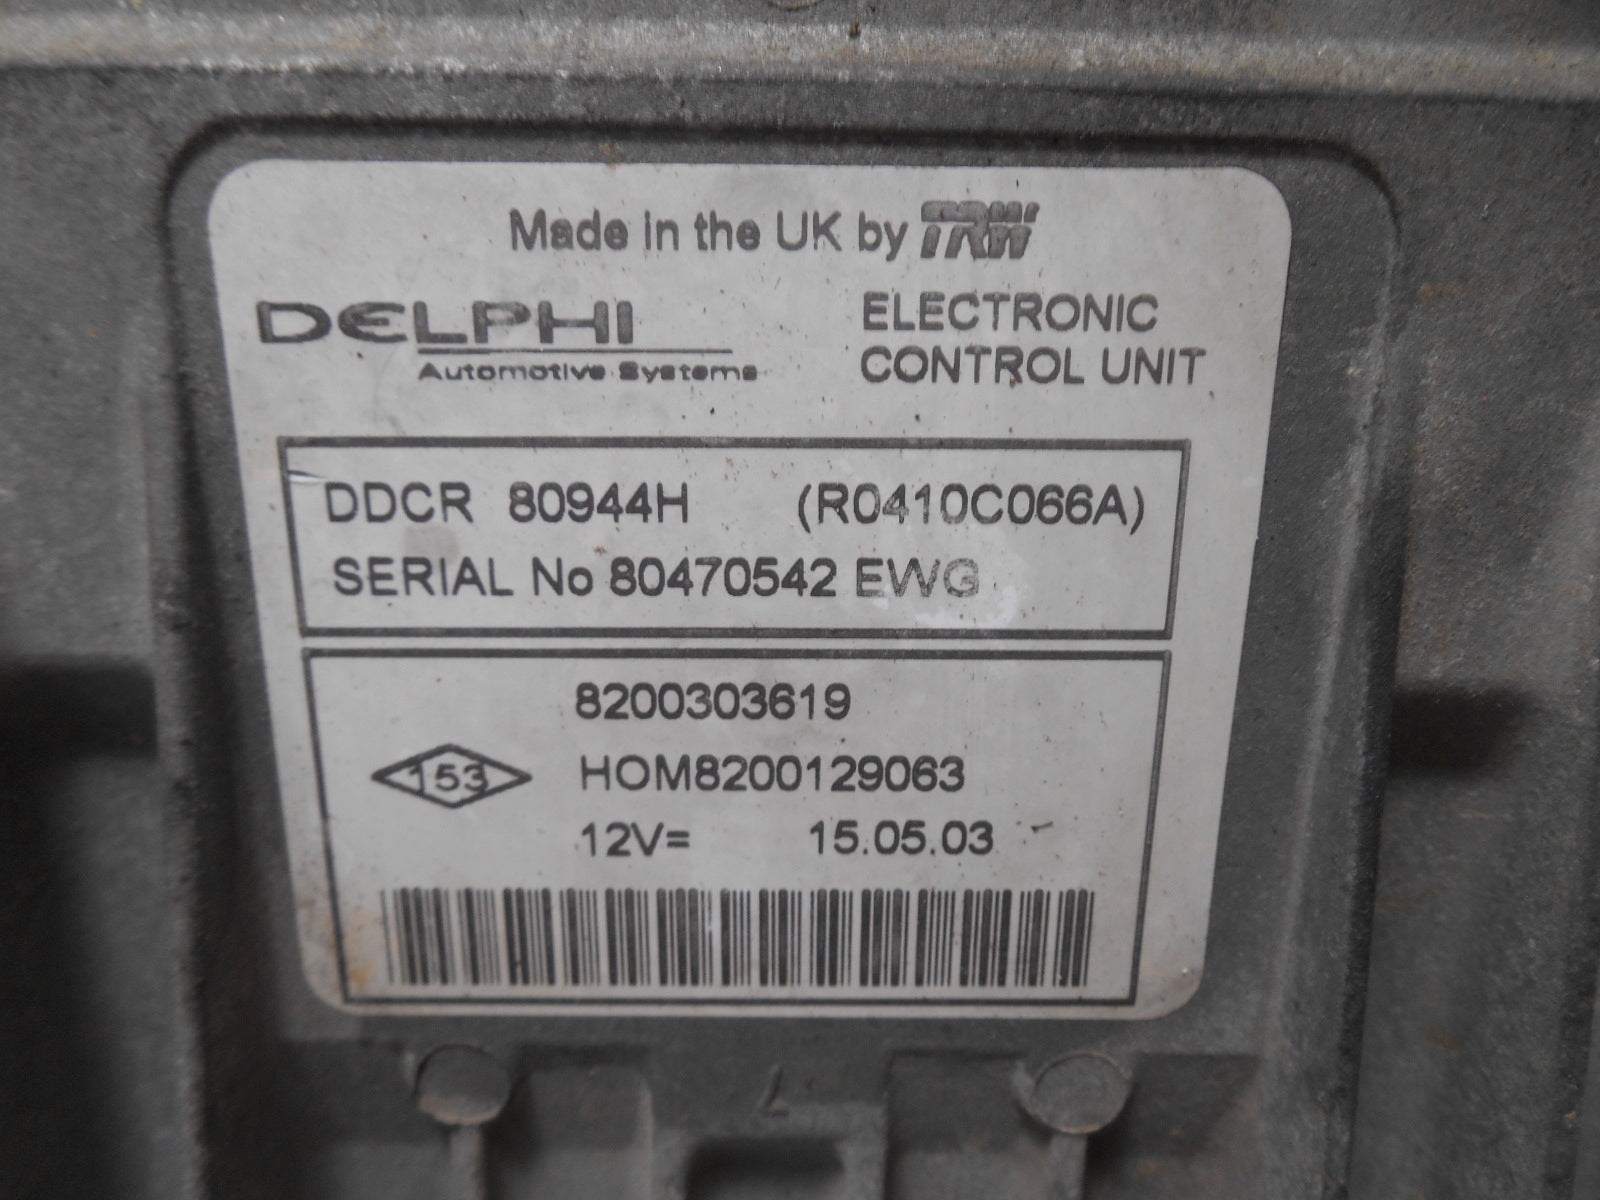 Made in the UK by TRW
DELPHI
Automotive Systems
ELECTRONIC
CONTROL UNIT
DDCR 80944H (R0410C066A)
SERIAL No 80470542 EWG
8200303619
153 HOM8200129063
12V= 15.05.03